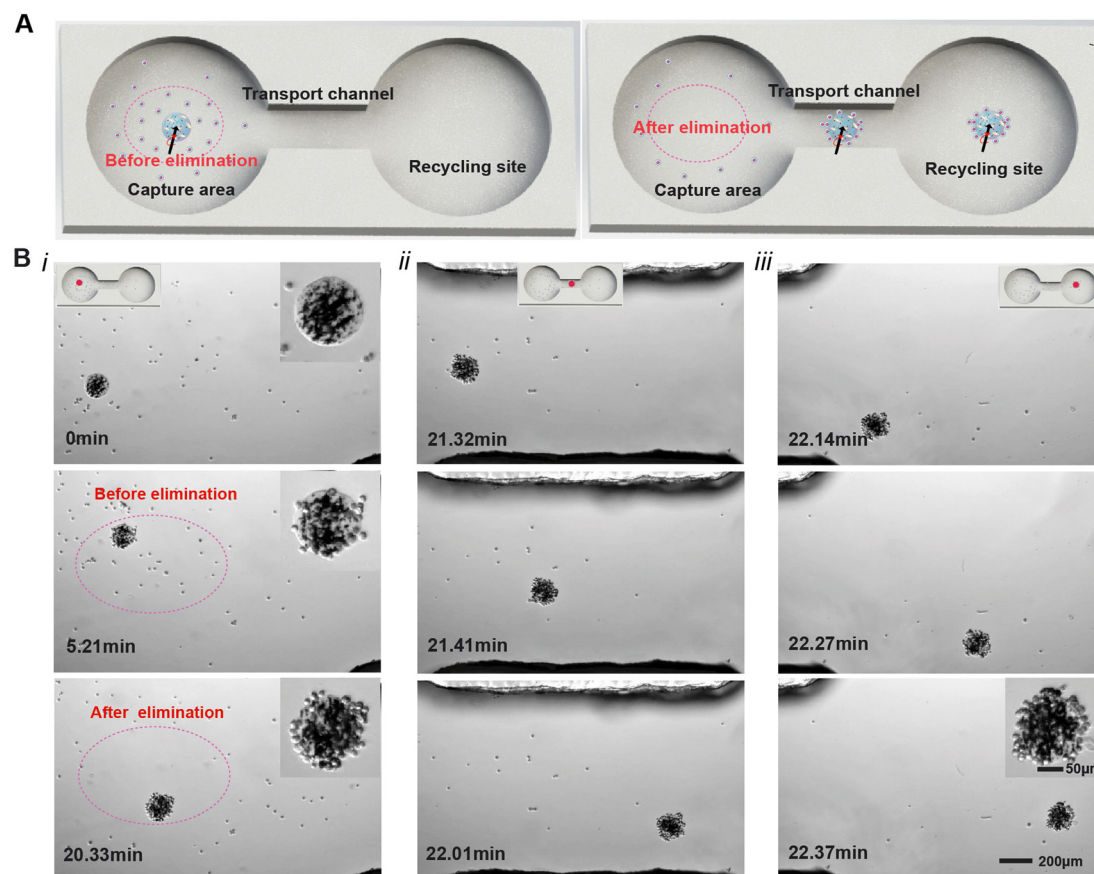 A
Transport channel
Before elimination
Capture area
Recycling site
Transport channel
After elimination
Capture area
Recycling site
B
i
0min
Before elimination
5.21min
After elimination
20.33min
ii
21.32min
21.41min
22.01min
iii
22.14min
22.27min
50µm
22.37min
200µm